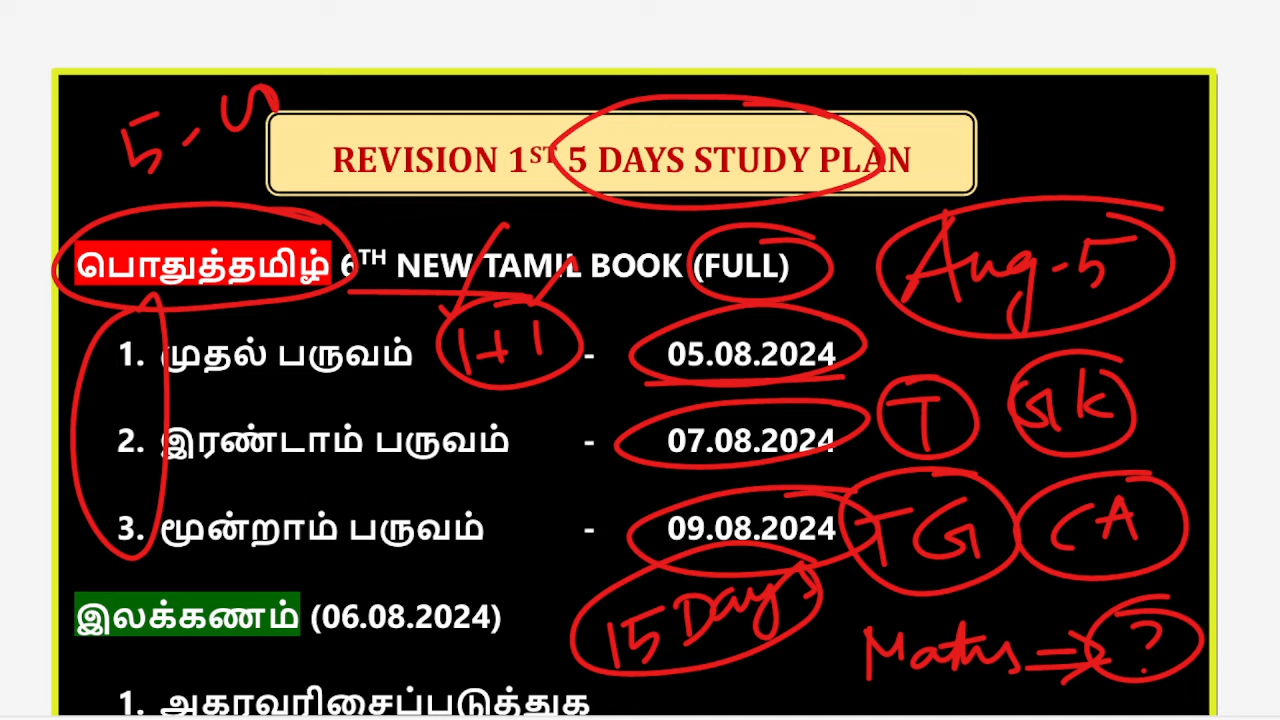 5 -
REVISION 1ST 5 DAYS STUDY PLAN
பொதுத்தமிழ் 6TH NEW TAMIL BOOK (FULL)
Aug - 5
1. முதல் பருவம் 1+1 - 05.08.2024
T GK
2. இரண்டாம் பருவம் - 07.08.2024
3. மூன்றாம் பருவம் - 09.08.2024
TG CA
இலக்கணம் (06.08.2024)
15 Days
Maths => ?
1. அகரவரிசைப்படுத்துக